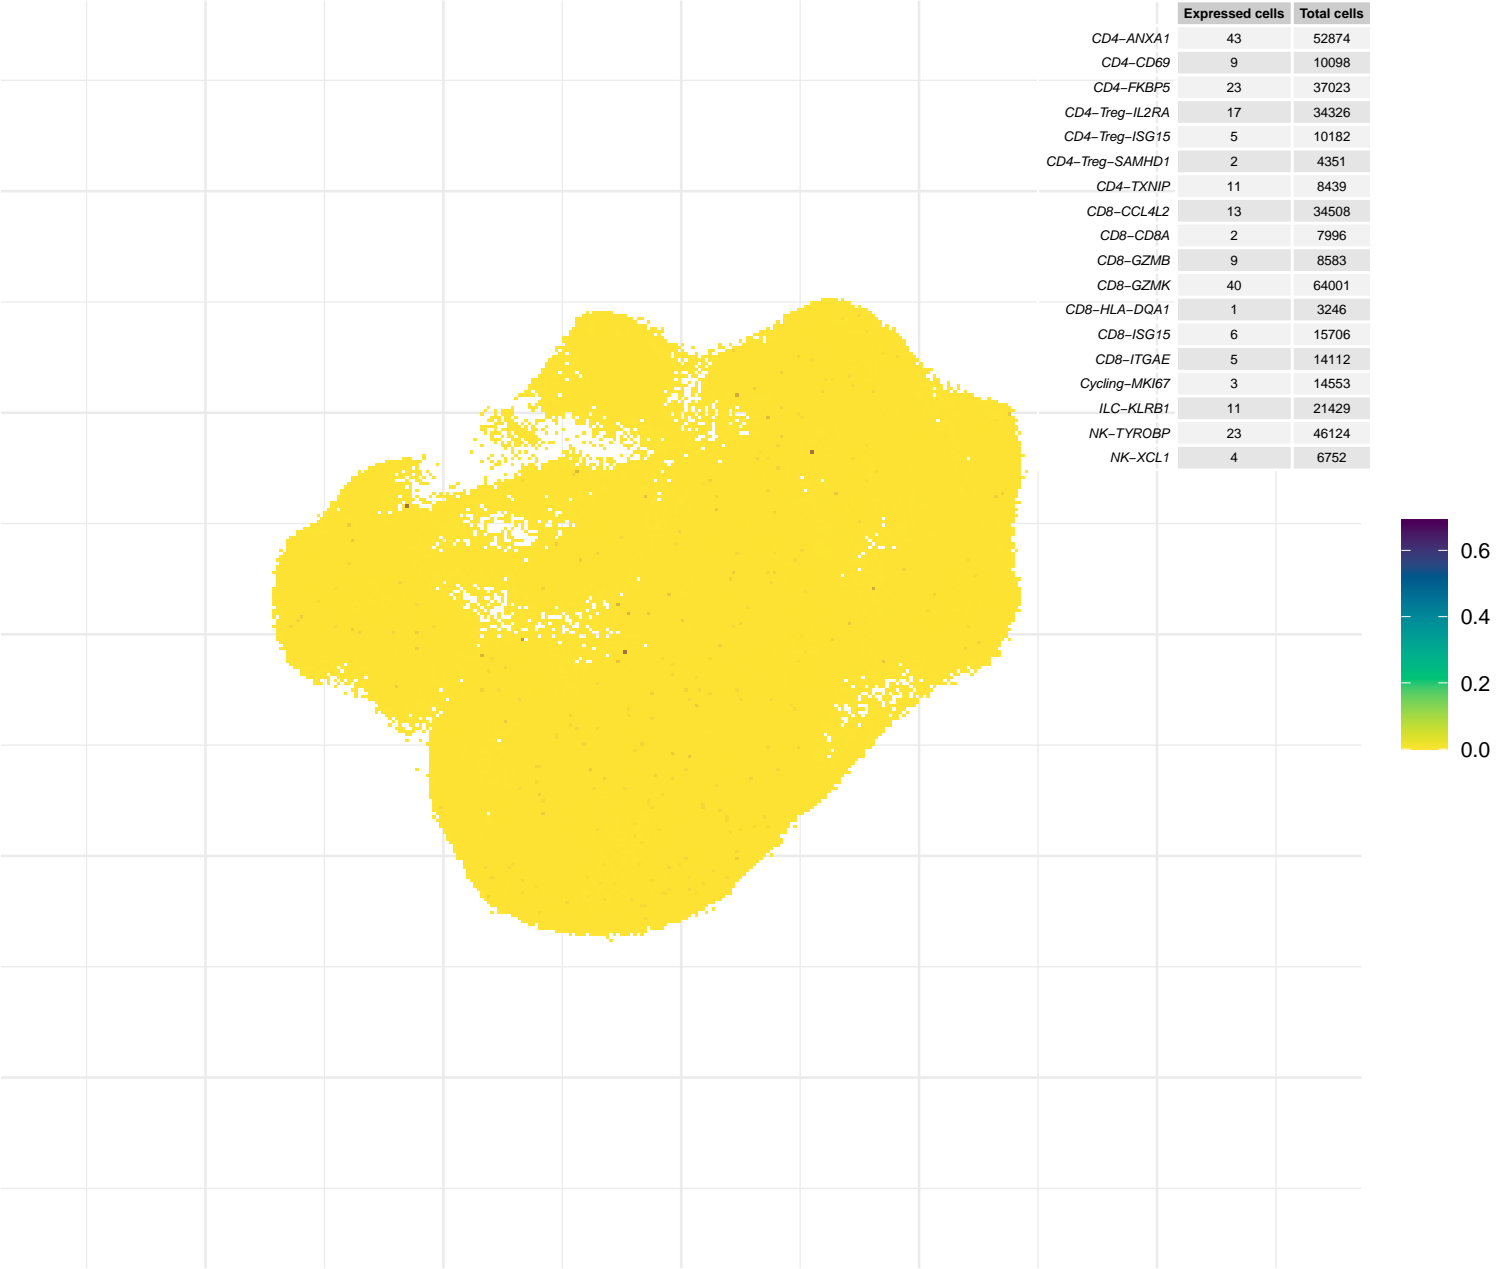 Expressed cells Total cells
CD4−ANXA1 43 52874
CD4−CD69 9 10098
CD4−FKBP5 23 37023
CD4−Treg−IL2RA 17 34326
CD4−Treg−ISG15 5 10182
CD4−Treg−SAMHD1 2 4351
CD4−TXNIP 11 8439
CD8−CCL4L2 13 34508
CD8−CD8A 2 7996
CD8−GZMB 9 8583
CD8−GZMK 40 64001
CD8−HLA−DQA1 1 3246
CD8−ISG15 6 15706
CD8−ITGAE 5 14112
Cycling−MKI67 3 14553
ILC−KLRB1 11 21429
NK−TYROBP 23 46124
NK−XCL1 4 6752
0.6
0.4
0.2
0.0